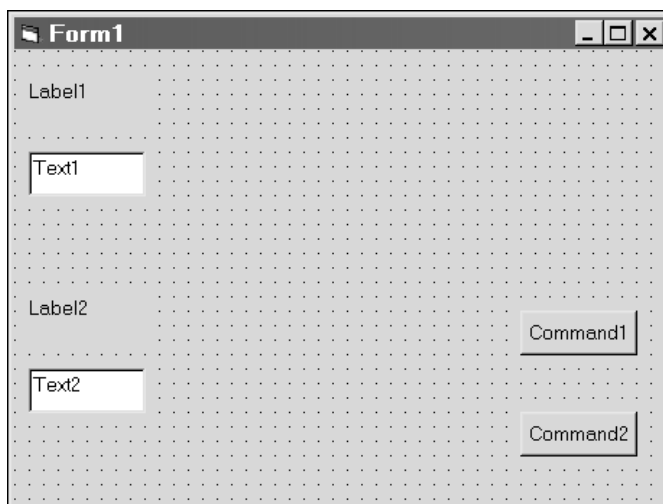 Form1
Label1
Text1
Label2
Command1
Text2
Command2